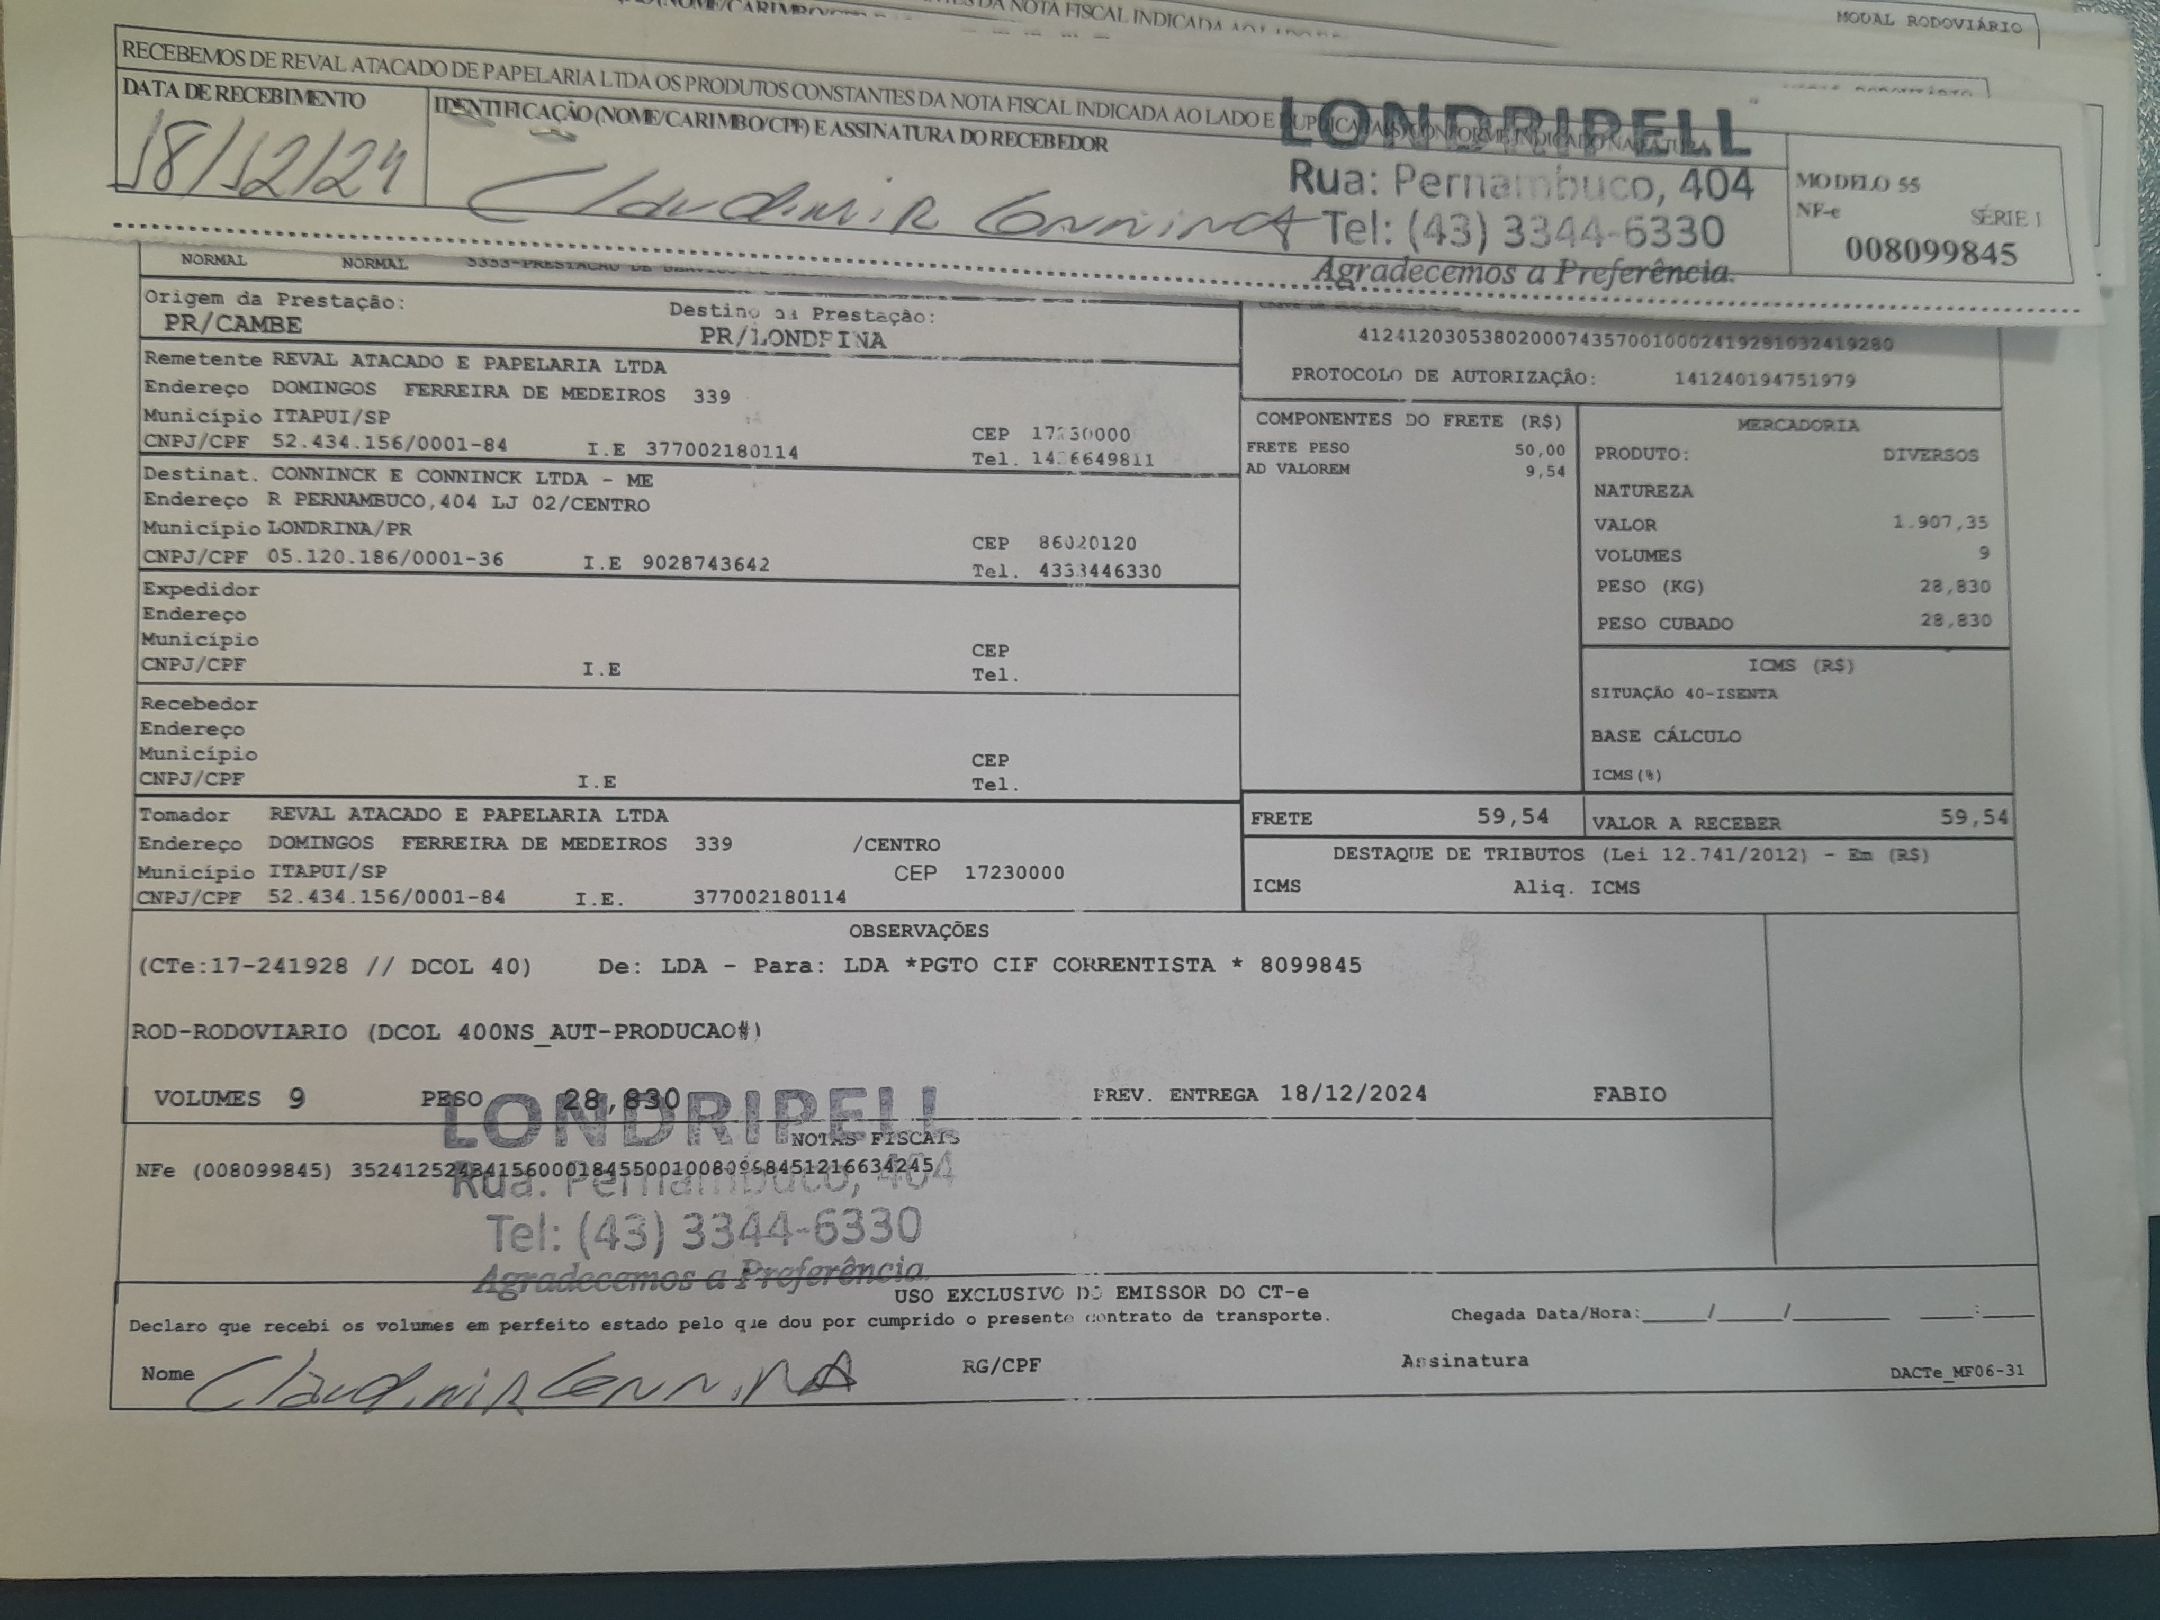 MODAL RODOVIÁRIO
RECEBEMOS DE REVAL ATACADO DE PAPELARIA LTDA OS PRODUTOS CONSTANTES DA NOTA FISCAL INDICADA AO LADO E
DATA DE RECEBIMENTO
IDENTIFICAÇÃO (NOME/CARIMBO/CPF) E ASSINATURA DO RECEBEDOR
18/12/24
Claudimir
LONDRIPELL
Rua: Pernambuco, 404
Tel: (43) 3344-6330
Agradecemos a Preferência.
MODELO 55
NF-e SÉRIE 1
008099845
NORMAL NORMAL
Origem da Prestação: Destino da Prestação:
PR/CAMBE PR/LONDRINA
Remetente REVAL ATACADO E PAPELARIA LTDA
Endereço DOMINGOS FERREIRA DE MEDEIROS 339
Município ITAPUI/SP CEP 17230000
CNPJ/CPF 52.434.156/0001-84 I.E 377002180114 Tel.
Destinat. CONNINCK E CONNINCK LTDA - ME
Endereço R PERNAMBUCO,404 LJ 02/CENTRO
Município LONDRINA/PR CEP 86020120
CNPJ/CPF 05.120.186/0001-36 I.E 9028743642 Tel. 4333446330
Expedidor
Endereço
Município CEP
CNPJ/CPF I.E Tel.
Recebedor
Endereço
Município CEP
CNPJ/CPF I.E Tel.
Tomador REVAL ATACADO E PAPELARIA LTDA
Endereço DOMINGOS FERREIRA DE MEDEIROS 339 /CENTRO
Município ITAPUI/SP CEP 17230000
CNPJ/CPF 52.434.156/0001-84 I.E. 377002180114
41241203053802000743570010002419281032419280
PROTOCOLO DE AUTORIZAÇÃO: 141240194751979
COMPONENTES DO FRETE (R$)
FRETE PESO 50,00
AD VALOREM 9,54
MERCADORIA
PRODUTO: DIVERSOS
NATUREZA
VALOR 1.907,35
VOLUMES 9
PESO (KG) 28,830
PESO CUBADO 28,830
ICMS (R$)
SITUAÇÃO 40-ISENTA
BASE CÁLCULO
ICMS(%)
FRETE 59,54 VALOR A RECEBER 59,54
DESTAQUE DE TRIBUTOS (Lei 12.741/2012) - Em (R$)
ICMS Aliq. ICMS
OBSERVAÇÕES
(CTe:17-241928 // DCOL 40) De: LDA - Para: LDA *PGTO CIF CORRENTISTA * 8099845
ROD-RODOVIARIO (DCOL 400NS_AUT-PRODUCAO#)
VOLUMES 9 PESO 28,830 PREV. ENTREGA 18/12/2024 FABIO
LONDRIPELL
NOTAS FISCAIS
NFe (008099845)
Rua: Pernambuco, 404
Tel: (43) 3344-6330
Agradecemos a Preferência.
USO EXCLUSIVO DO EMISSOR DO CT-e
Declaro que recebi os volumes em perfeito estado pelo que dou por cumprido o presente contrato de transporte. Chegada Data/Hora:____/____/______ ___:___
Nome Claudimir RG/CPF Assinatura
DACTe_MF06-31